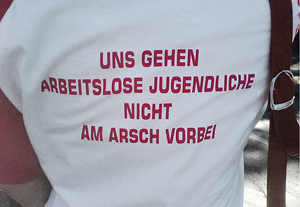 UNS GEHEN
ARBEITSLOSE JUGENDLICHE
NICHT
AM ARSCH VORBEI